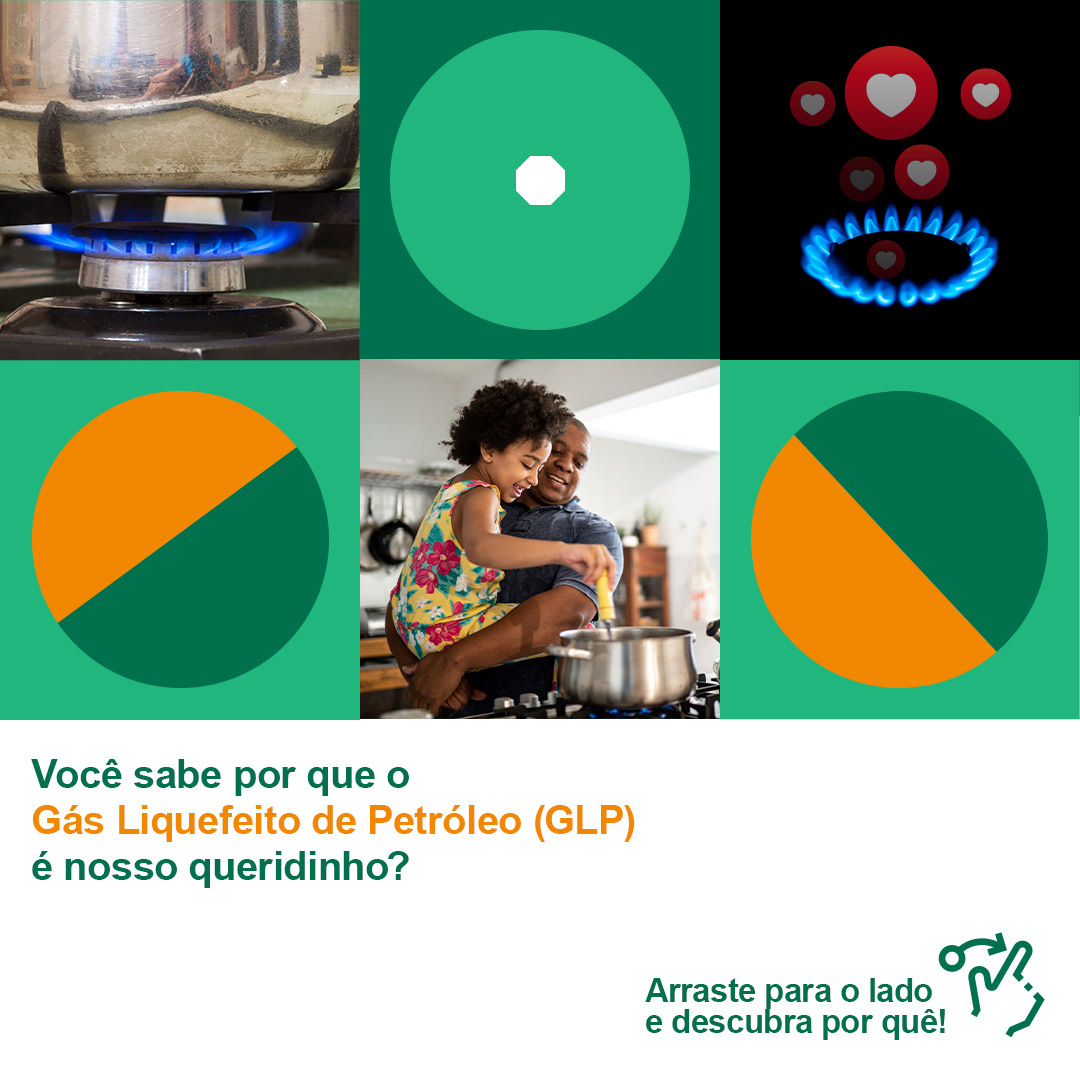 Você sabe por que o
Gás Liquefeito de Petróleo (GLP)
é nosso queridinho?
Arraste para o lado
e descubra por quê!